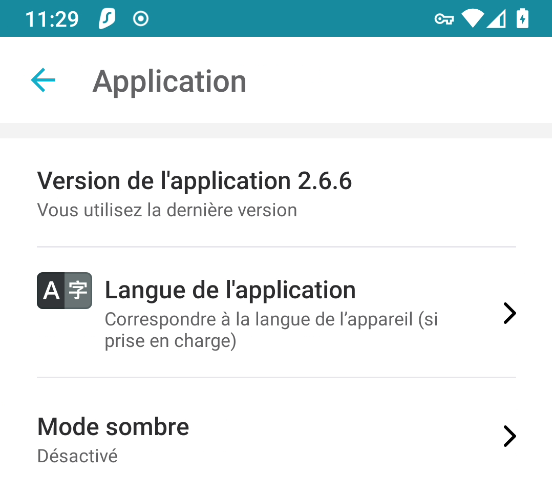 11:29
Application
Version de l'application 2.6.6
Vous utilisez la dernière version
A 字
Langue de l'application
Correspondre à la langue de l’appareil (si
prise en charge)
Mode sombre
Désactivé